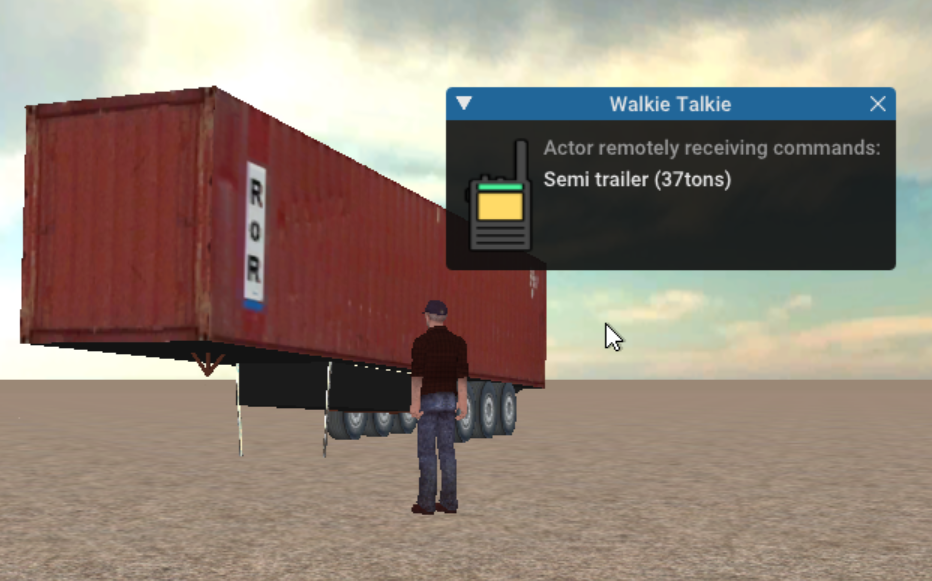 Walkie Talkie
Actor remotely receiving commands:
Semi trailer (37tons)
R
o
R